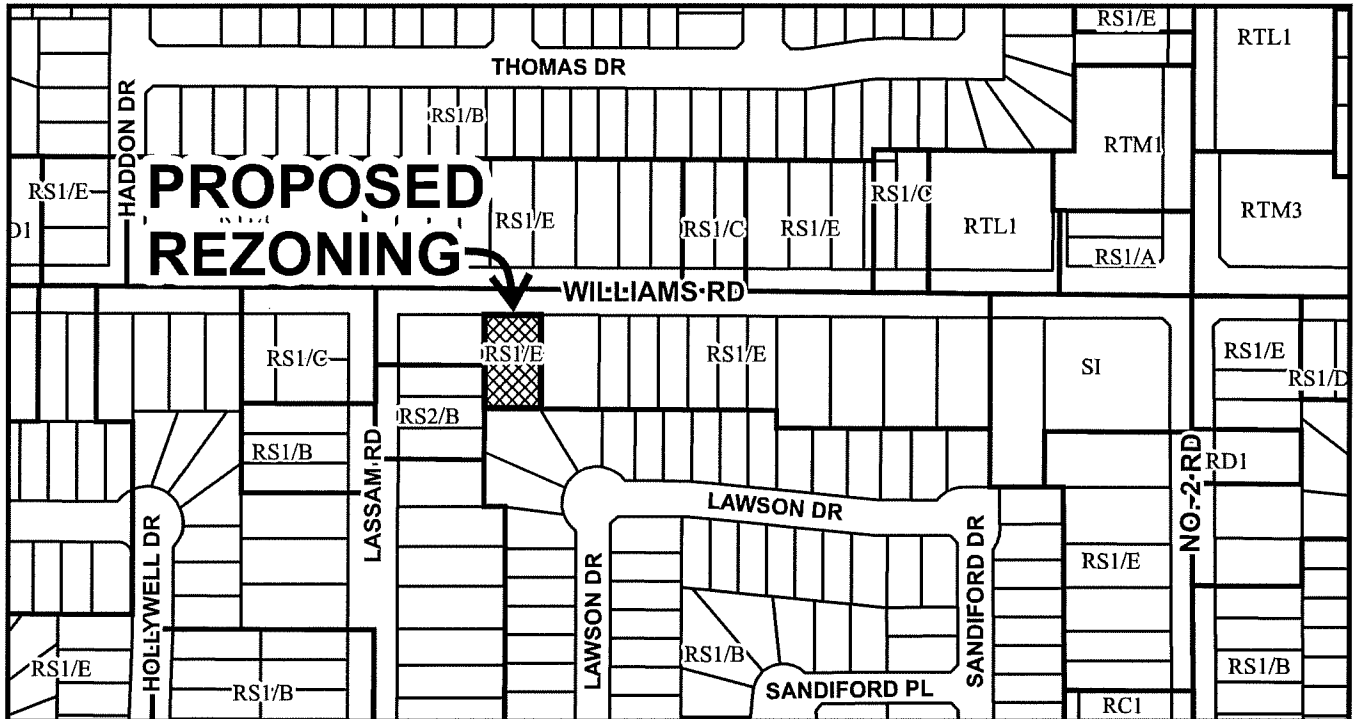 RS1/E
RTL1
THOMAS DR
HADDON DR
RS1/B
RTM1
PROPOSED
REZONING
RS1/E
RS1/E
RS1/C
RS1/E
RS1/C
RTL1
RTM3
D1
RS1/A
WILLIAMS RD
RS1/C
RS1/E
RS1/E
SI
RS1/E
RS1/D
RS2/B
RS1/B
LASSAM RD
NO. 2 RD
RD1
LAWSON DR
HOLLYWELL DR
LAWSON DR
SANDIFORD DR
RS1/E
RS1/B
RS1/E
RS1/B
RS1/B
SANDIFORD PL
RC1